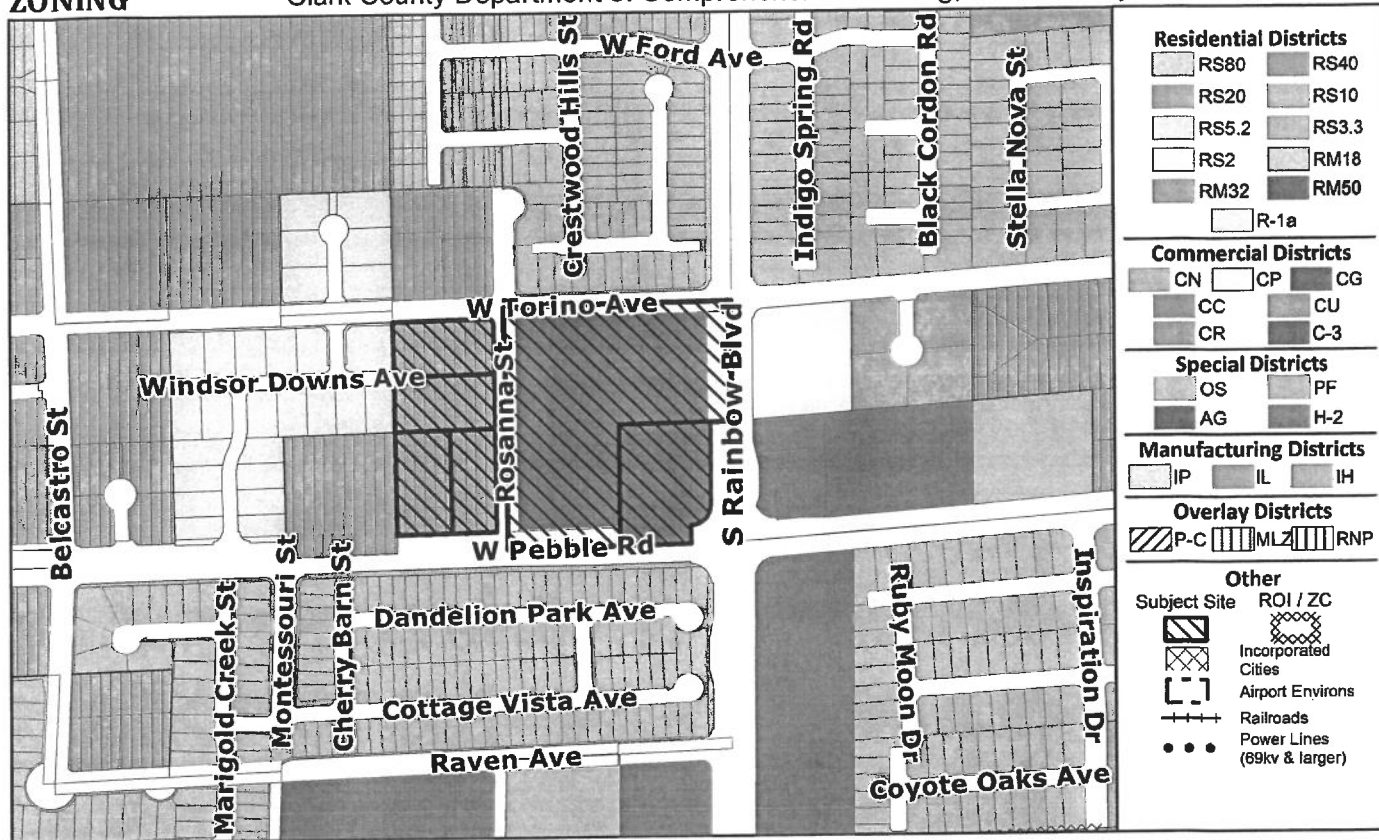 ZONING
Clark County Department of Comprehensive Planning,
W Ford Ave
Crestwood Hills St
Indigo Spring Rd
Black Cordon Rd
Stella Nova St
W Torino Ave
Windsor Downs Ave
Rosanna St
S Rainbow Blvd
Belcastro St
W Pebble Rd
Marigold Creek St
Montessouri St
Cherry Barn St
Dandelion Park Ave
Cottage Vista Ave
Raven Ave
Ruby Moon Dr
Inspiration Dr
Coyote Oaks Ave
Residential Districts
RS80 RS40
RS20 RS10
RS5.2 RS3.3
RS2 RM18
RM32 RM50
R-1a
Commercial Districts
CN CP CG
CC CU
CR C-3
Special Districts
OS PF
AG H-2
Manufacturing Districts
IP IL IH
Overlay Districts
P-C MLZ RNP
Other
Subject Site ROI / ZC
Incorporated
Cities
Airport Environs
Railroads
Power Lines
(69kv & larger)